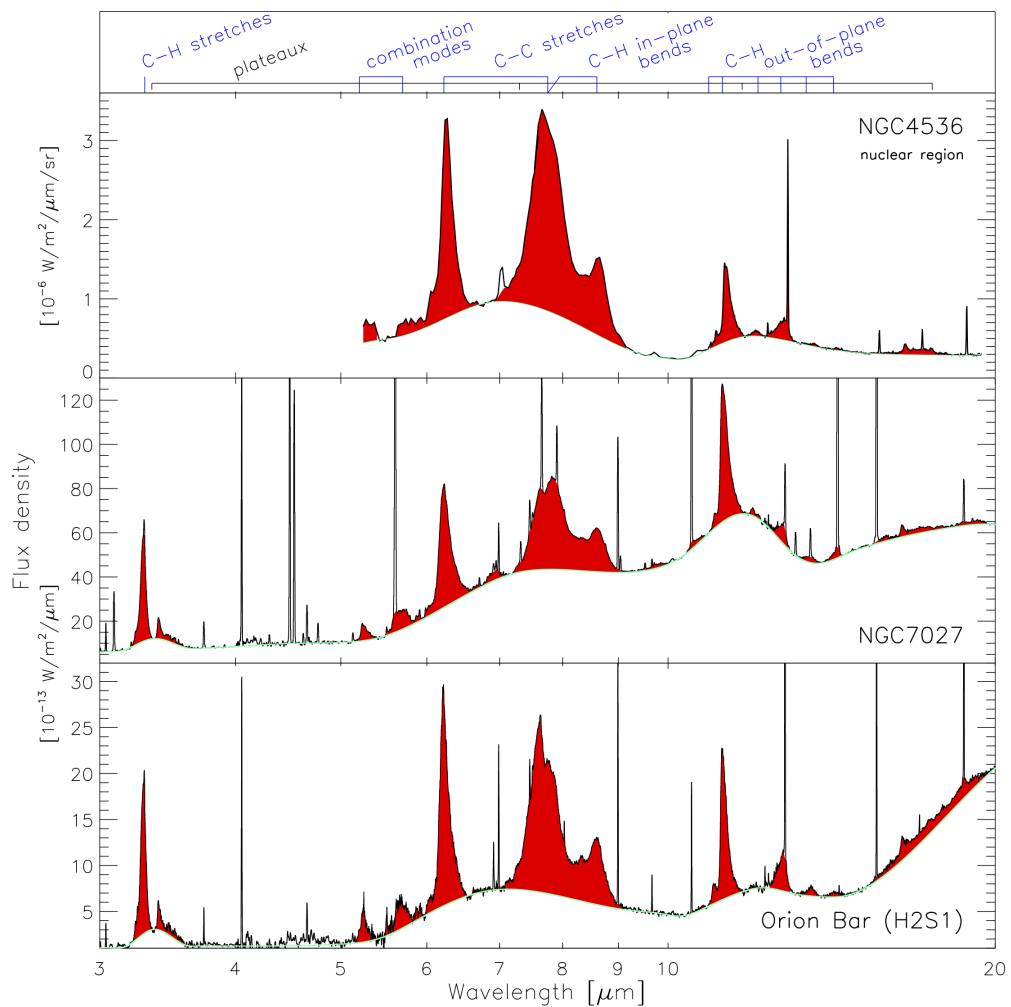 C-H stretches
plateaux
combination
modes
C-C stretches
C-H in-plane
bends
C-H out-of-plane
bends
NGC4536
nuclear region
3
2
1
0
[10⁻⁶ W/m²/μm/sr]
120
100
80
60
40
20
NGC7027
Flux density
[10⁻¹³ W/m²/μm]
30
25
20
15
10
5
Orion Bar (H2S1)
3 4 5 6 7 8 9 10 20
Wavelength [μm]